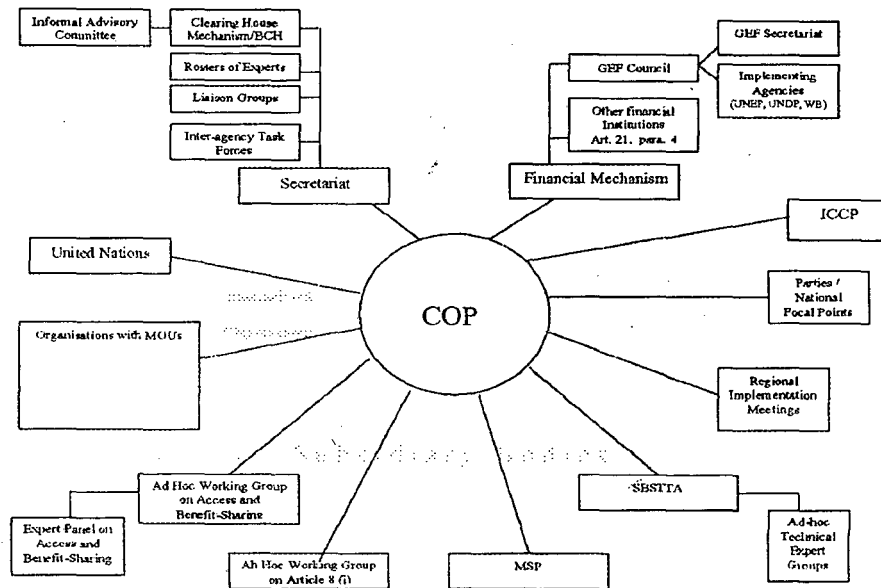 Informal Advisory
Committee
Clearing House
Mechanism/BCH
Rosters of Experts
Liaison Groups
Inter-agency Task
Forces
Secretariat
GEF Council
GEF Secretariat
Implementing
Agencies
(UNEP, UNDP, WB)
Other financial
Institutions
Art. 21, para. 4
Financial Mechanism
ICCP
United Nations
Parties /
National
Focal Points
COP
Organisations with MOUs
Regional
Implementation
Meetings
Subsidiary Bodies
Ad Hoc Working Group
on Access and
Benefit-Sharing
SBSTTA
Expert Panel on
Access and
Benefit-Sharing
Ad-hoc
Technical
Expert
Groups
Ah Hoc Working Group
on Article 8 (j)
MSP